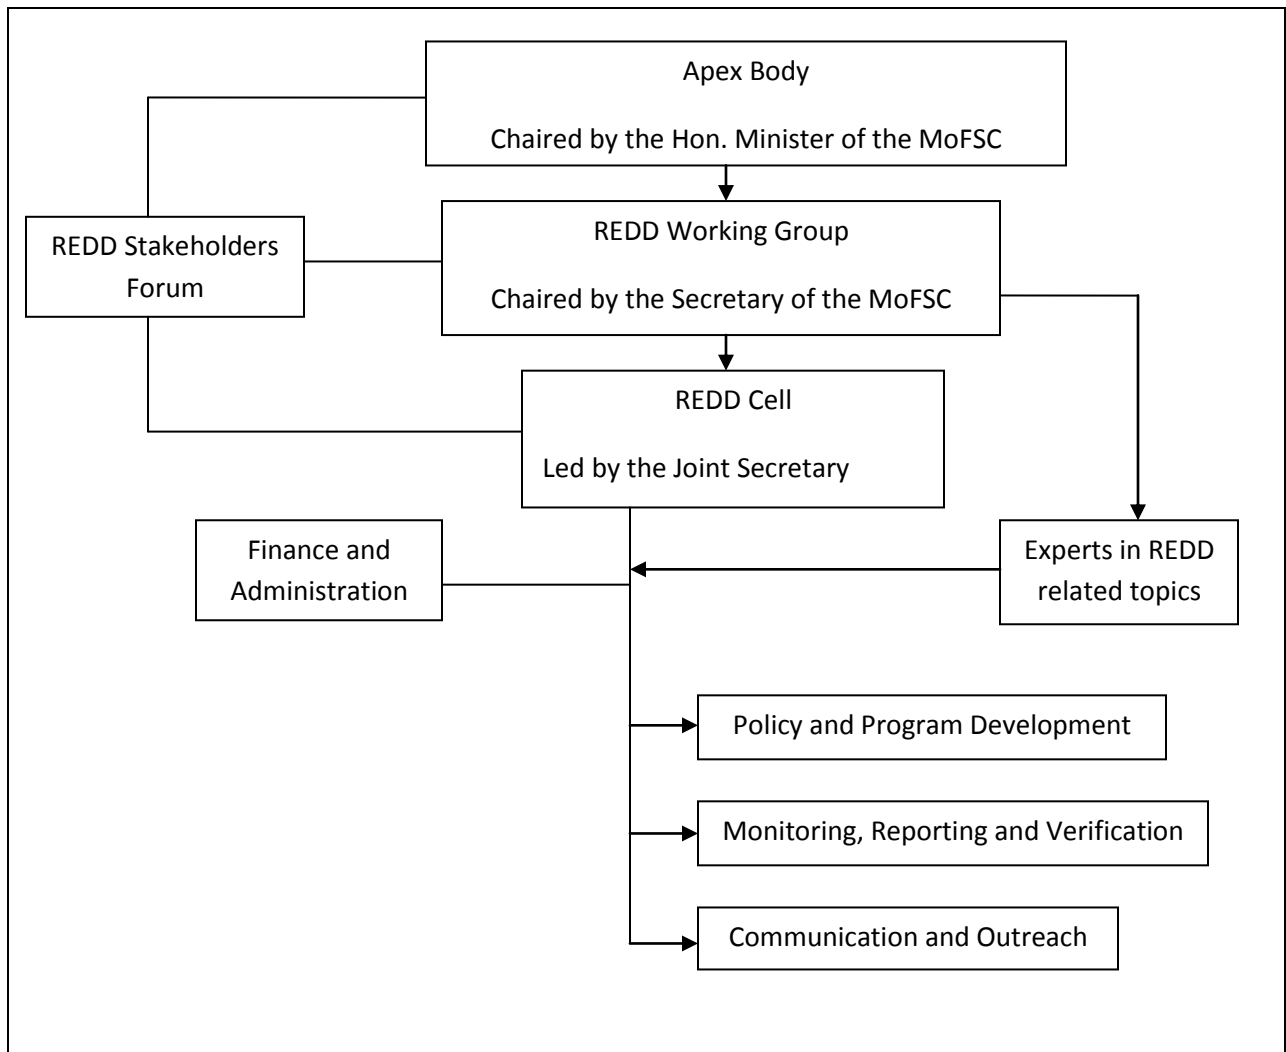 Apex Body
Chaired by the Hon. Minister of the MoFSC
REDD Stakeholders
Forum
REDD Working Group
Chaired by the Secretary of the MoFSC
REDD Cell
Led by the Joint Secretary
Finance and
Administration
Experts in REDD
related topics
Policy and Program Development
Monitoring, Reporting and Verification
Communication and Outreach